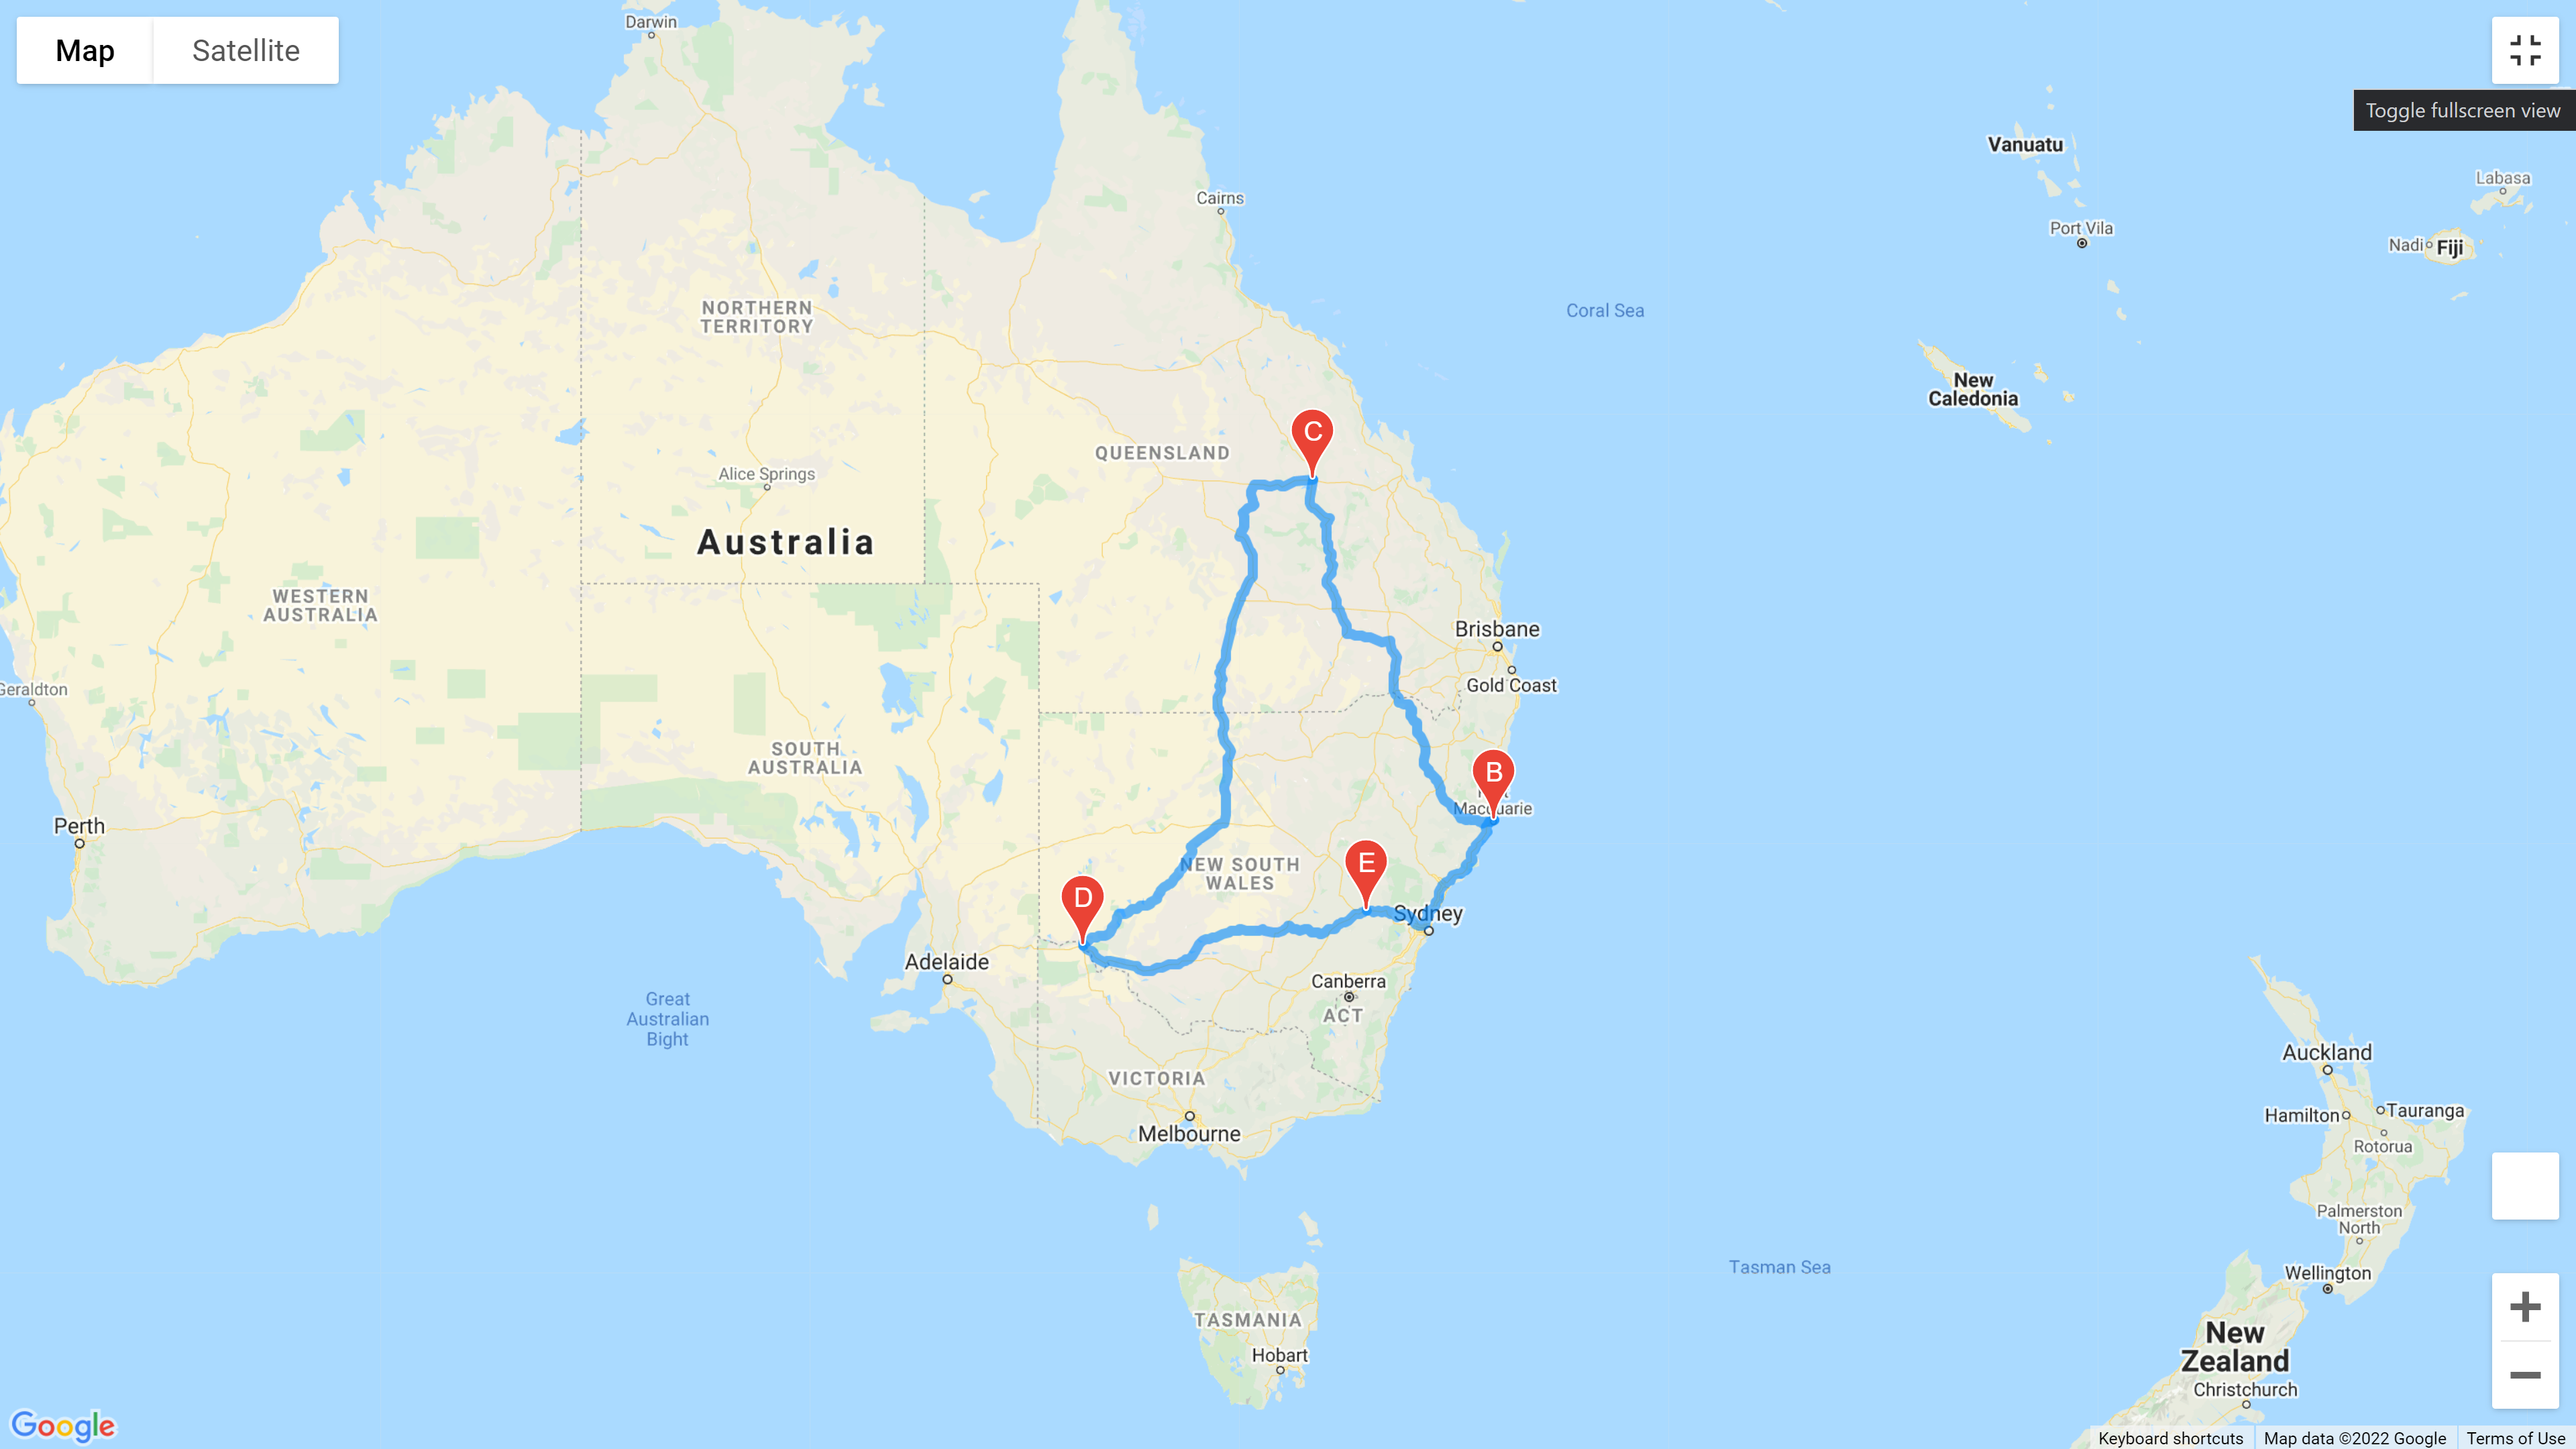 Map
Satellite
Toggle fullscreen view
Darwin
Vanuatu
Labasa
Cairns
Port Vila
Nadi
Fiji
NORTHERN
TERRITORY
Coral Sea
New
Caledonia
C
QUEENSLAND
Alice Springs
Australia
WESTERN
AUSTRALIA
Brisbane
Geraldton
Gold Coast
SOUTH
AUSTRALIA
B
Macquarie
Perth
E
NEW SOUTH
WALES
D
Sydney
Adelaide
Canberra
ACT
Great
Australian
Bight
Auckland
VICTORIA
Hamilton
Tauranga
Melbourne
Rotorua
Palmerston
North
Tasman Sea
Wellington
TASMANIA
New
Zealand
Hobart
Christchurch
Google
Keyboard shortcuts
Map data ©2022 Google
Terms of Use